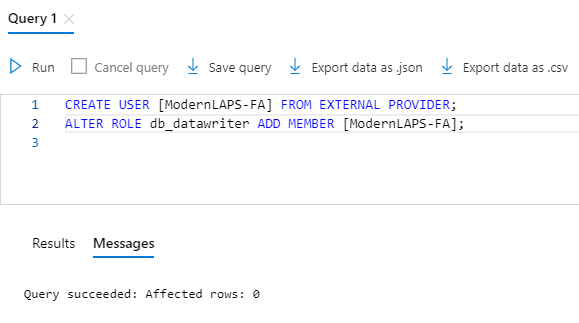 Query 1
Run Cancel query Save query Export data as .json Export data as .csv
1 CREATE USER [ModernLAPS-FA] FROM EXTERNAL PROVIDER;
2 ALTER ROLE db_datawriter ADD MEMBER [ModernLAPS-FA];
3
Results Messages
Query succeeded: Affected rows: 0